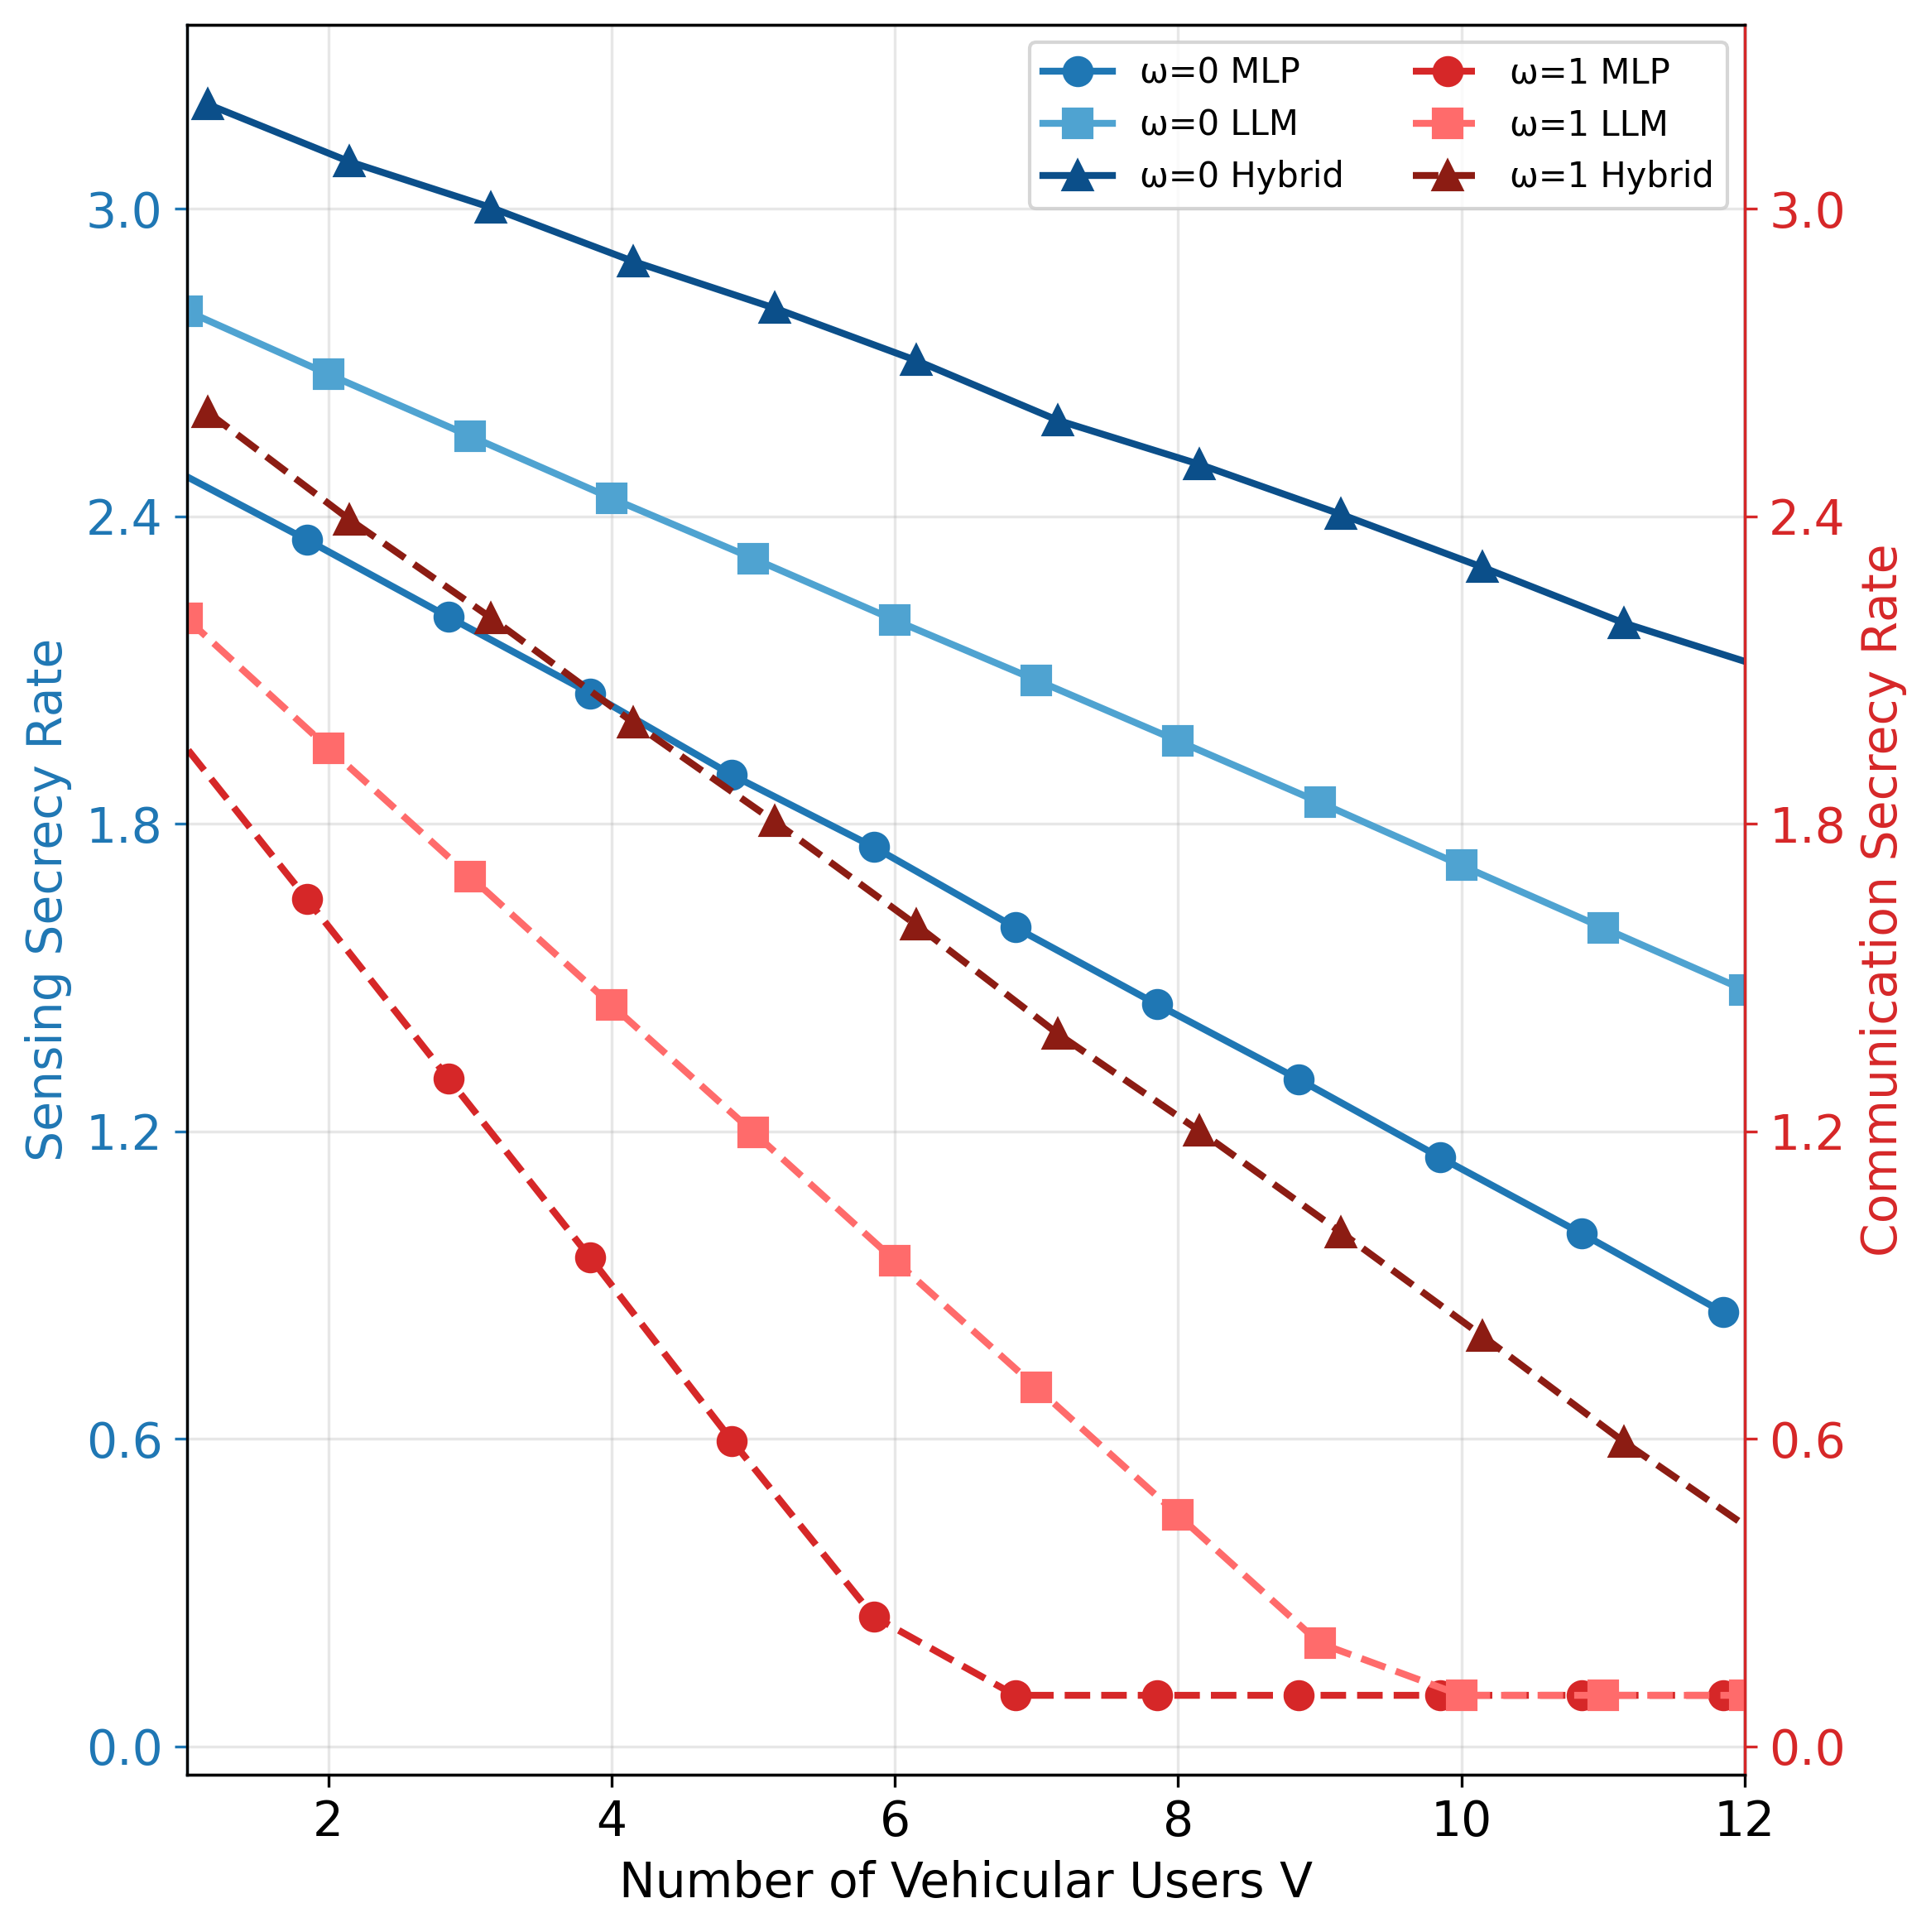 ω=0 MLP
ω=0 LLM
ω=0 Hybrid
ω=1 MLP
ω=1 LLM
ω=1 Hybrid
Sensing Secrecy Rate
3.0
2.4
1.8
1.2
0.6
0.0
3.0
2.4
1.8
1.2
0.6
0.0
Communication Secrecy Rate
2 4 6 8 10 12
Number of Vehicular Users V